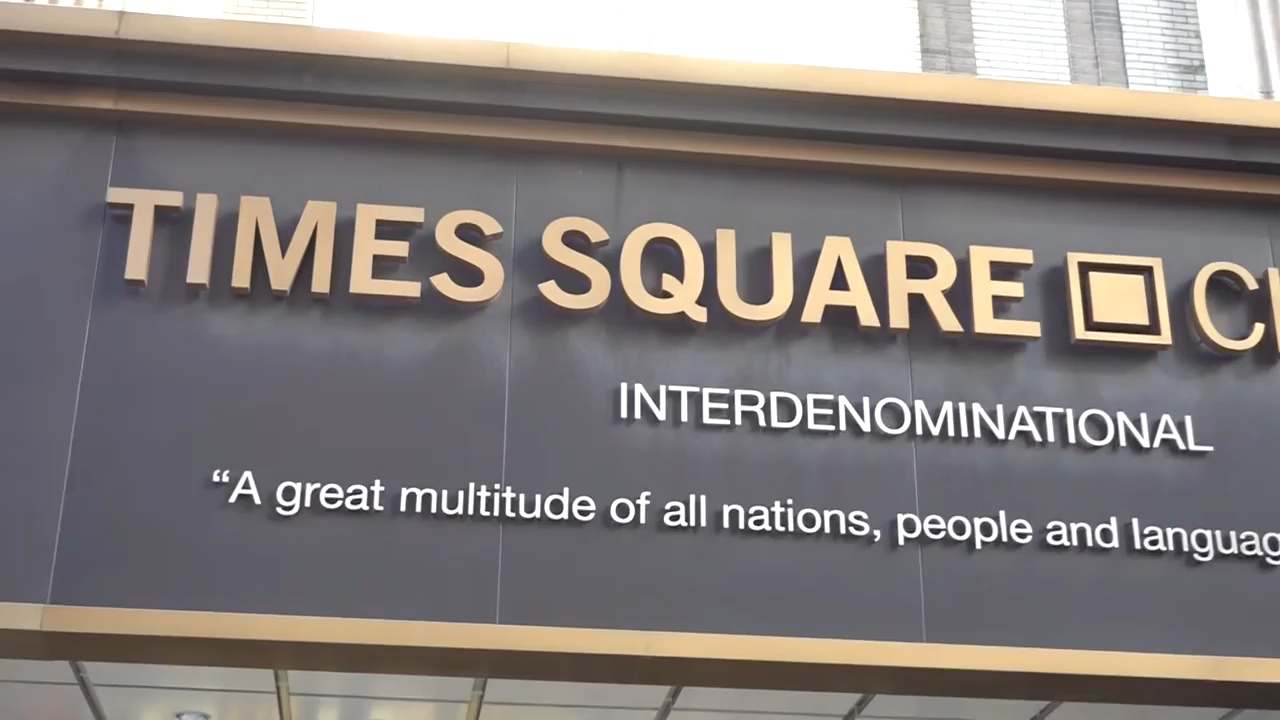 TIMES SQUARE C
INTERDENOMINATIONAL
“A great multitude of all nations, people and languag